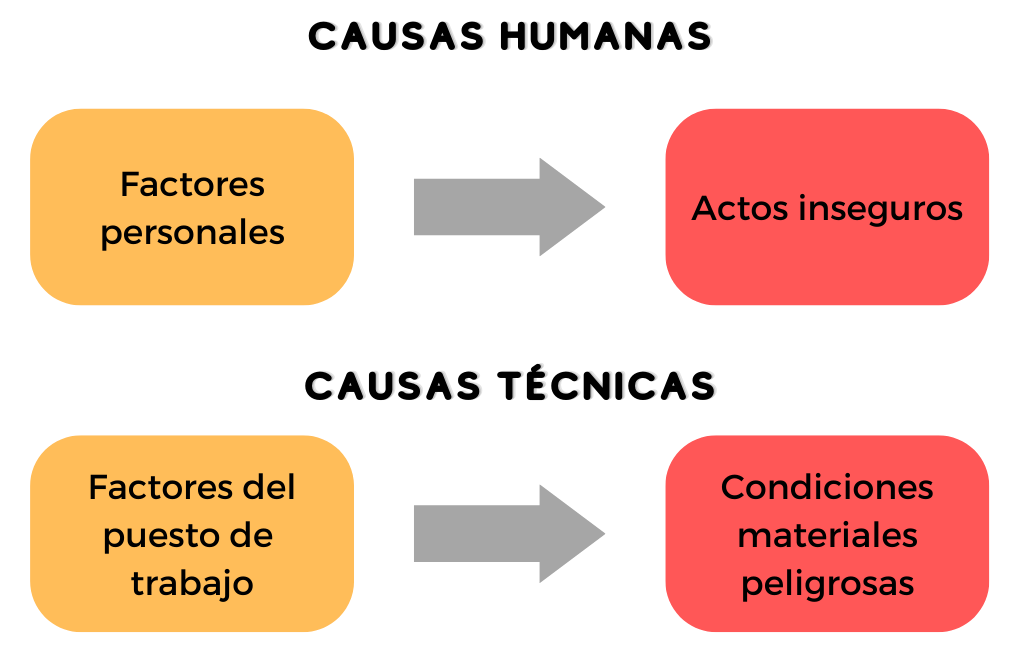 CAUSAS HUMANAS
Factores
personales
Actos inseguros
CAUSAS TÉCNICAS
Factores del
puesto de
trabajo
Condiciones
materiales
peligrosas